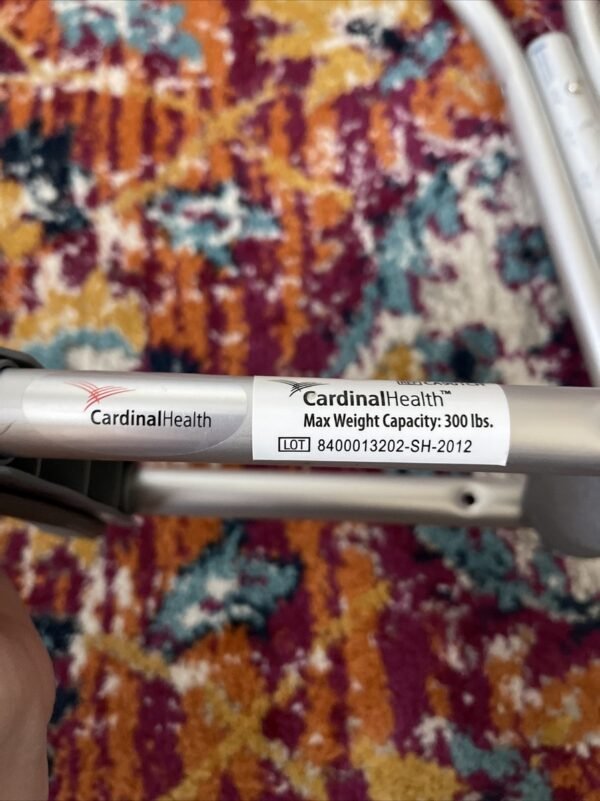 CardinalHealth
CardinalHealth™
Max Weight Capacity: 300 lbs.
LOT 8400013202-SH-2012